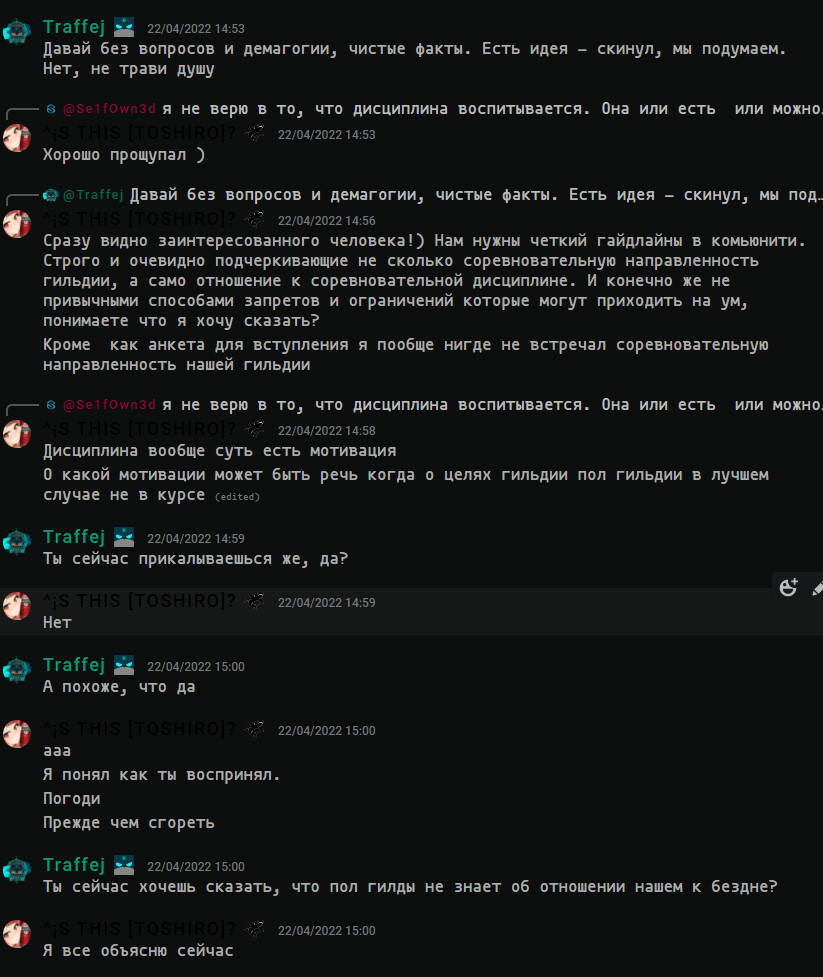 Traffej 22/04/2022 14:53
Давай без вопросов и демагогии, чистые факты. Есть идея – скинул, мы подумаем.
Нет, не трави душу
@Se1fOwn3d я не верю в то, что дисциплина воспитывается. Она или есть  или можно…
^¡S THIS [TOSHIRO]? 22/04/2022 14:53
Хорошо прощупал )
@Traffej Давай без вопросов и демагогии, чистые факты. Есть идея – скинул, мы под…
^¡S THIS [TOSHIRO]? 22/04/2022 14:56
Сразу видно заинтересованного человека!) Нам нужны четкий гайдлайны в комьюнити.
Строго и очевидно подчеркивающие не сколько соревновательную направленность
гильдии, а само отношение к соревновательной дисциплине. И конечно же не
привычными способами запретов и ограничений которые могут приходить на ум,
понимаете что я хочу сказать?
Кроме  как анкета для вступления я пообще нигде не встречал соревновательную
направленность нашей гильдии
@Se1fOwn3d я не верю в то, что дисциплина воспитывается. Она или есть  или можно…
^¡S THIS [TOSHIRO]? 22/04/2022 14:58
Дисциплина вообще суть есть мотивация
О какой мотивации может быть речь когда о целях гильдии пол гильдии в лучшем
случае не в курсе (edited)
Traffej 22/04/2022 14:59
Ты сейчас прикалываешься же, да?
^¡S THIS [TOSHIRO]? 22/04/2022 14:59
Нет
Traffej 22/04/2022 15:00
А похоже, что да
^¡S THIS [TOSHIRO]? 22/04/2022 15:00
ааа
Я понял как ты воспринял.
Погоди
Прежде чем сгореть
Traffej 22/04/2022 15:00
Ты сейчас хочешь сказать, что пол гилды не знает об отношении нашем к бездне?
^¡S THIS [TOSHIRO]? 22/04/2022 15:00
Я все объясню сейчас